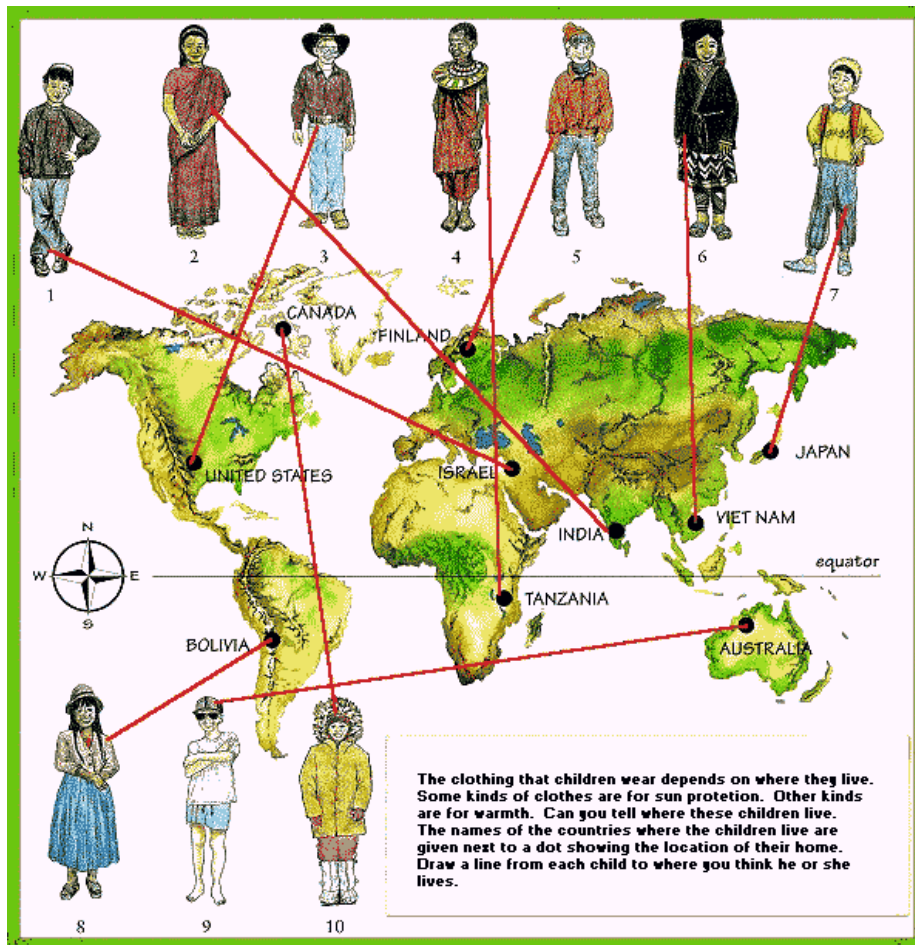 2
3
4
5
6
1
7
CANADA
FINLAND
JAPAN
ISRAEL
UNITED STATES
VIET NAM
INDIA
N
W
E
S
equator
TANZANIA
BOLIVIA
AUSTRALIA
The clothing that children wear depends on where they live.
Some kinds of clothes are for sun protetion. Other kinds
are for warmth. Can you tell where these children live.
The names of the countries where the children live are
given next to a dot showing the location of their home.
Draw a line from each child to where you think he or she
lives.
8
9
10